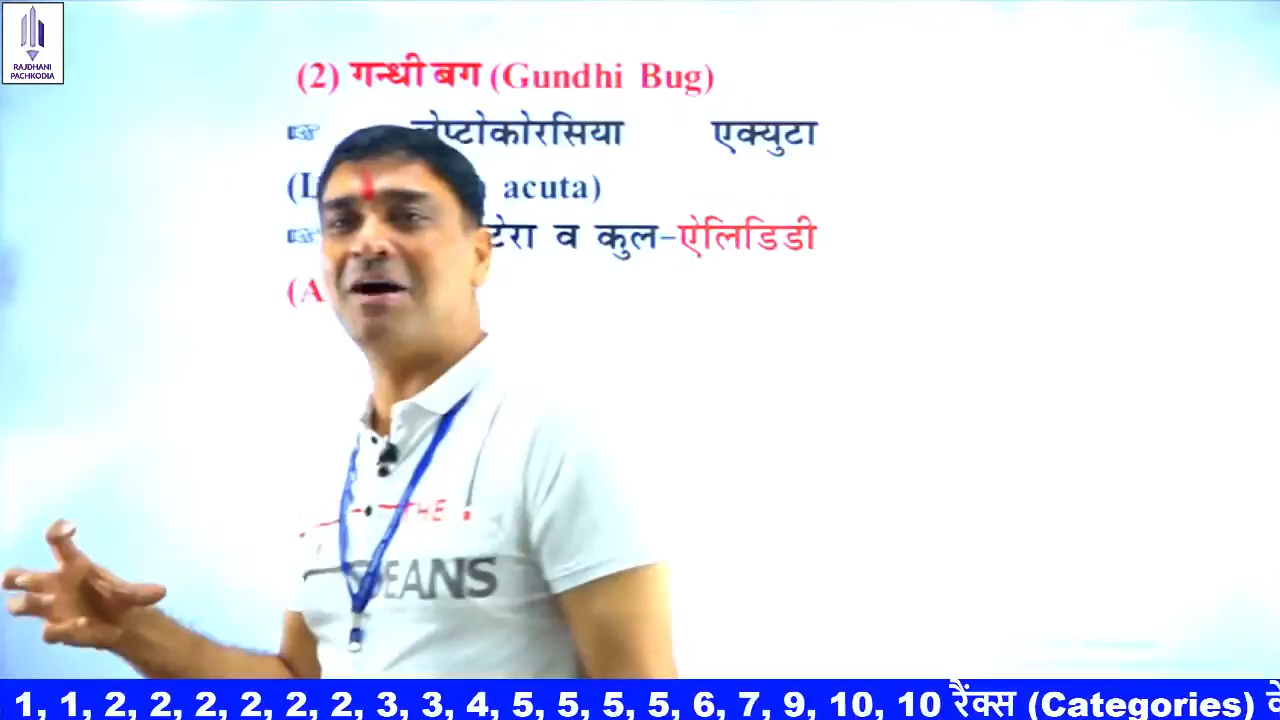 RAJDHANI
PACHKODIA
(2) गन्धी बग (Gundhi Bug)
लेप्टोकोरसिया एक्युटा
acuta)
व कुल-ऐलिडिडी
THE
JEANS
1, 1, 2, 2, 2, 2, 2, 2, 3, 3, 4, 5, 5, 5, 5, 6, 7, 9, 10, 10 रैंक्स (Categories)